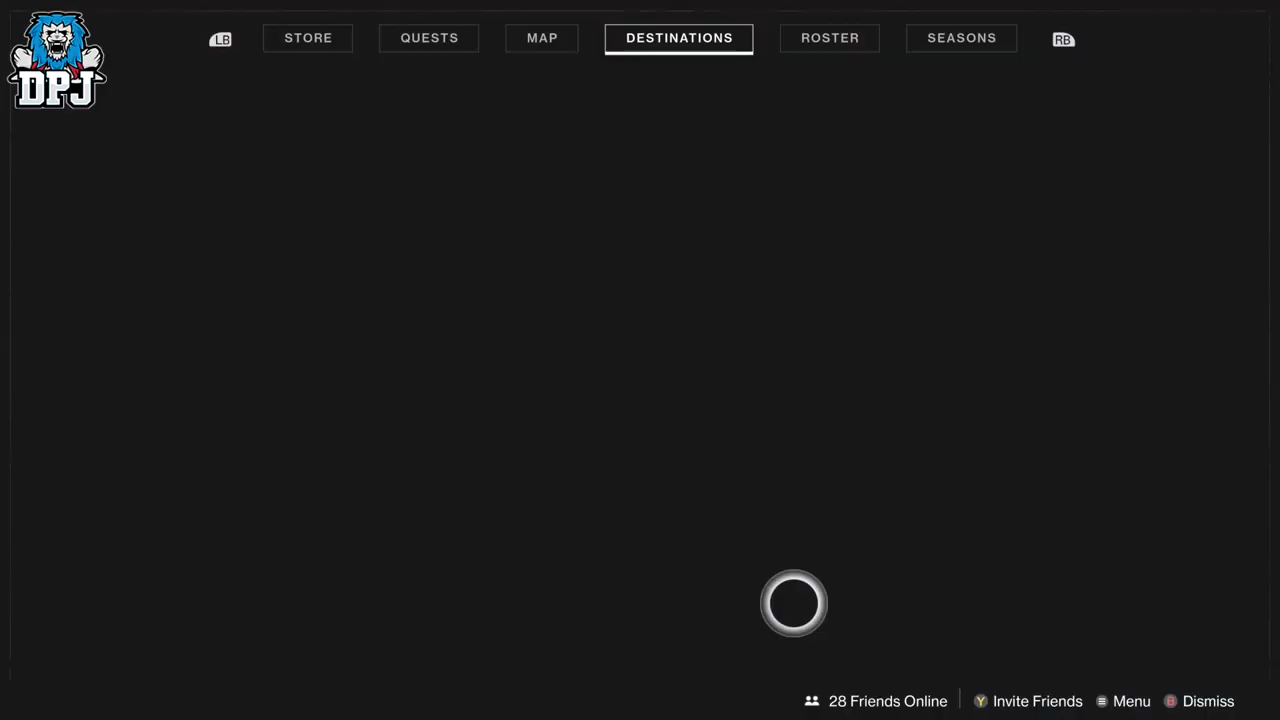 DPJ
LB STORE QUESTS MAP DESTINATIONS ROSTER SEASONS RB
28 Friends Online Y Invite Friends Menu B Dismiss